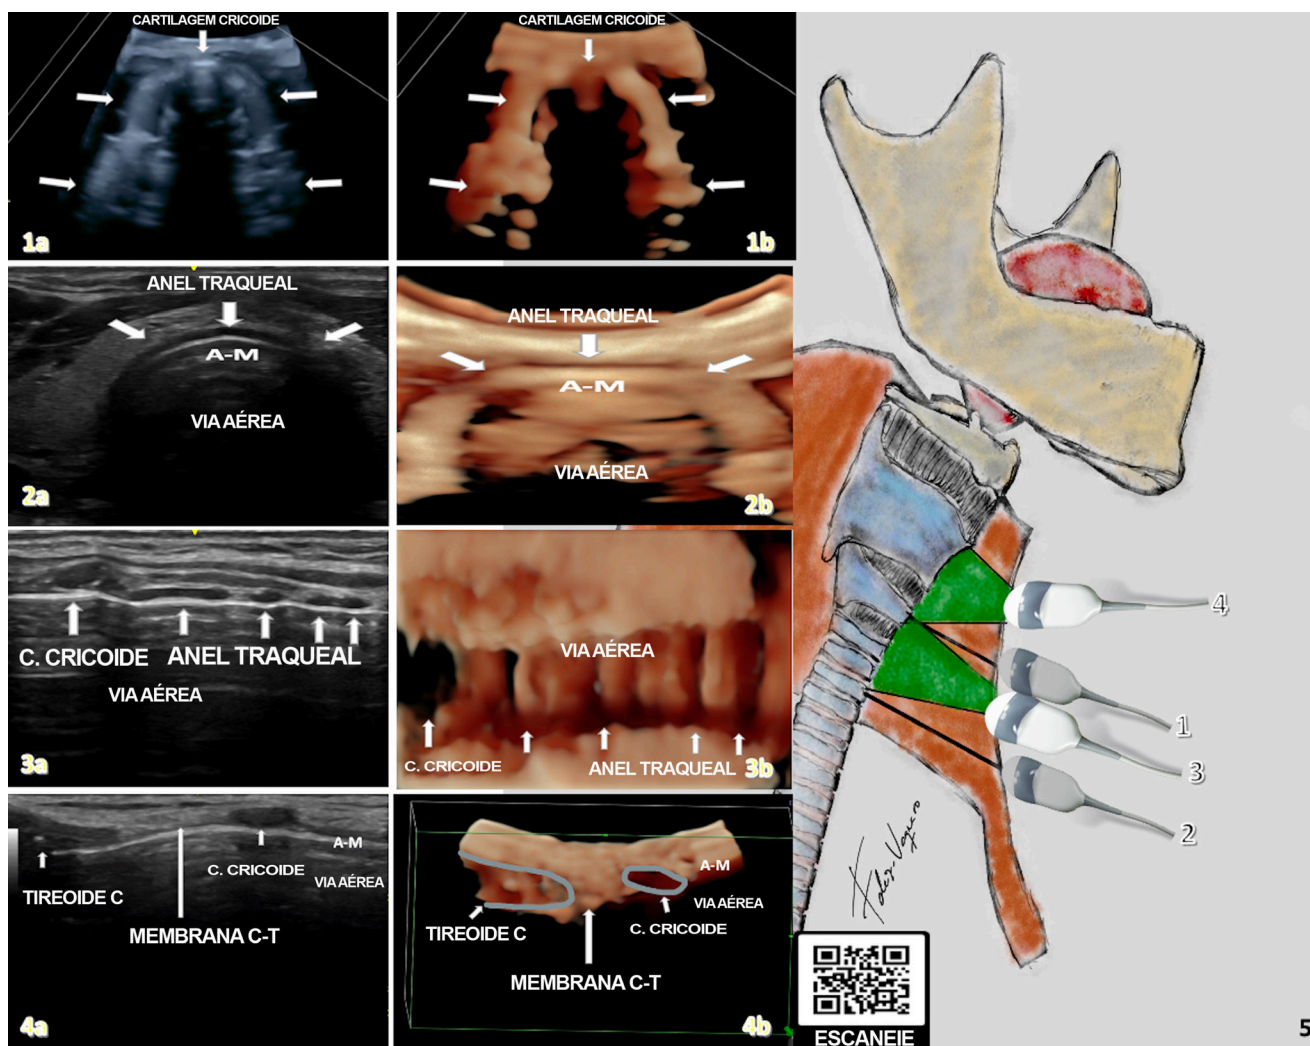 CARTILAGEM CRICOIDE
1a
CARTILAGEM CRICOIDE
1b
ANEL TRAQUEAL
A-M
VIA AÉREA
2a
ANEL TRAQUEAL
A-M
VIA AÉREA
2b
C. CRICOIDE
ANEL TRAQUEAL
VIA AÉREA
3a
VIA AÉREA
C. CRICOIDE
ANEL TRAQUEAL
3b
A-M
C. CRICOIDE
VIA AÉREA
TIREOIDE C
MEMBRANA C-T
4a
A-M
VIA AÉREA
C. CRICOIDE
TIREOIDE C
MEMBRANA C-T
4b
4
1
3
2
ESCANEIE
5